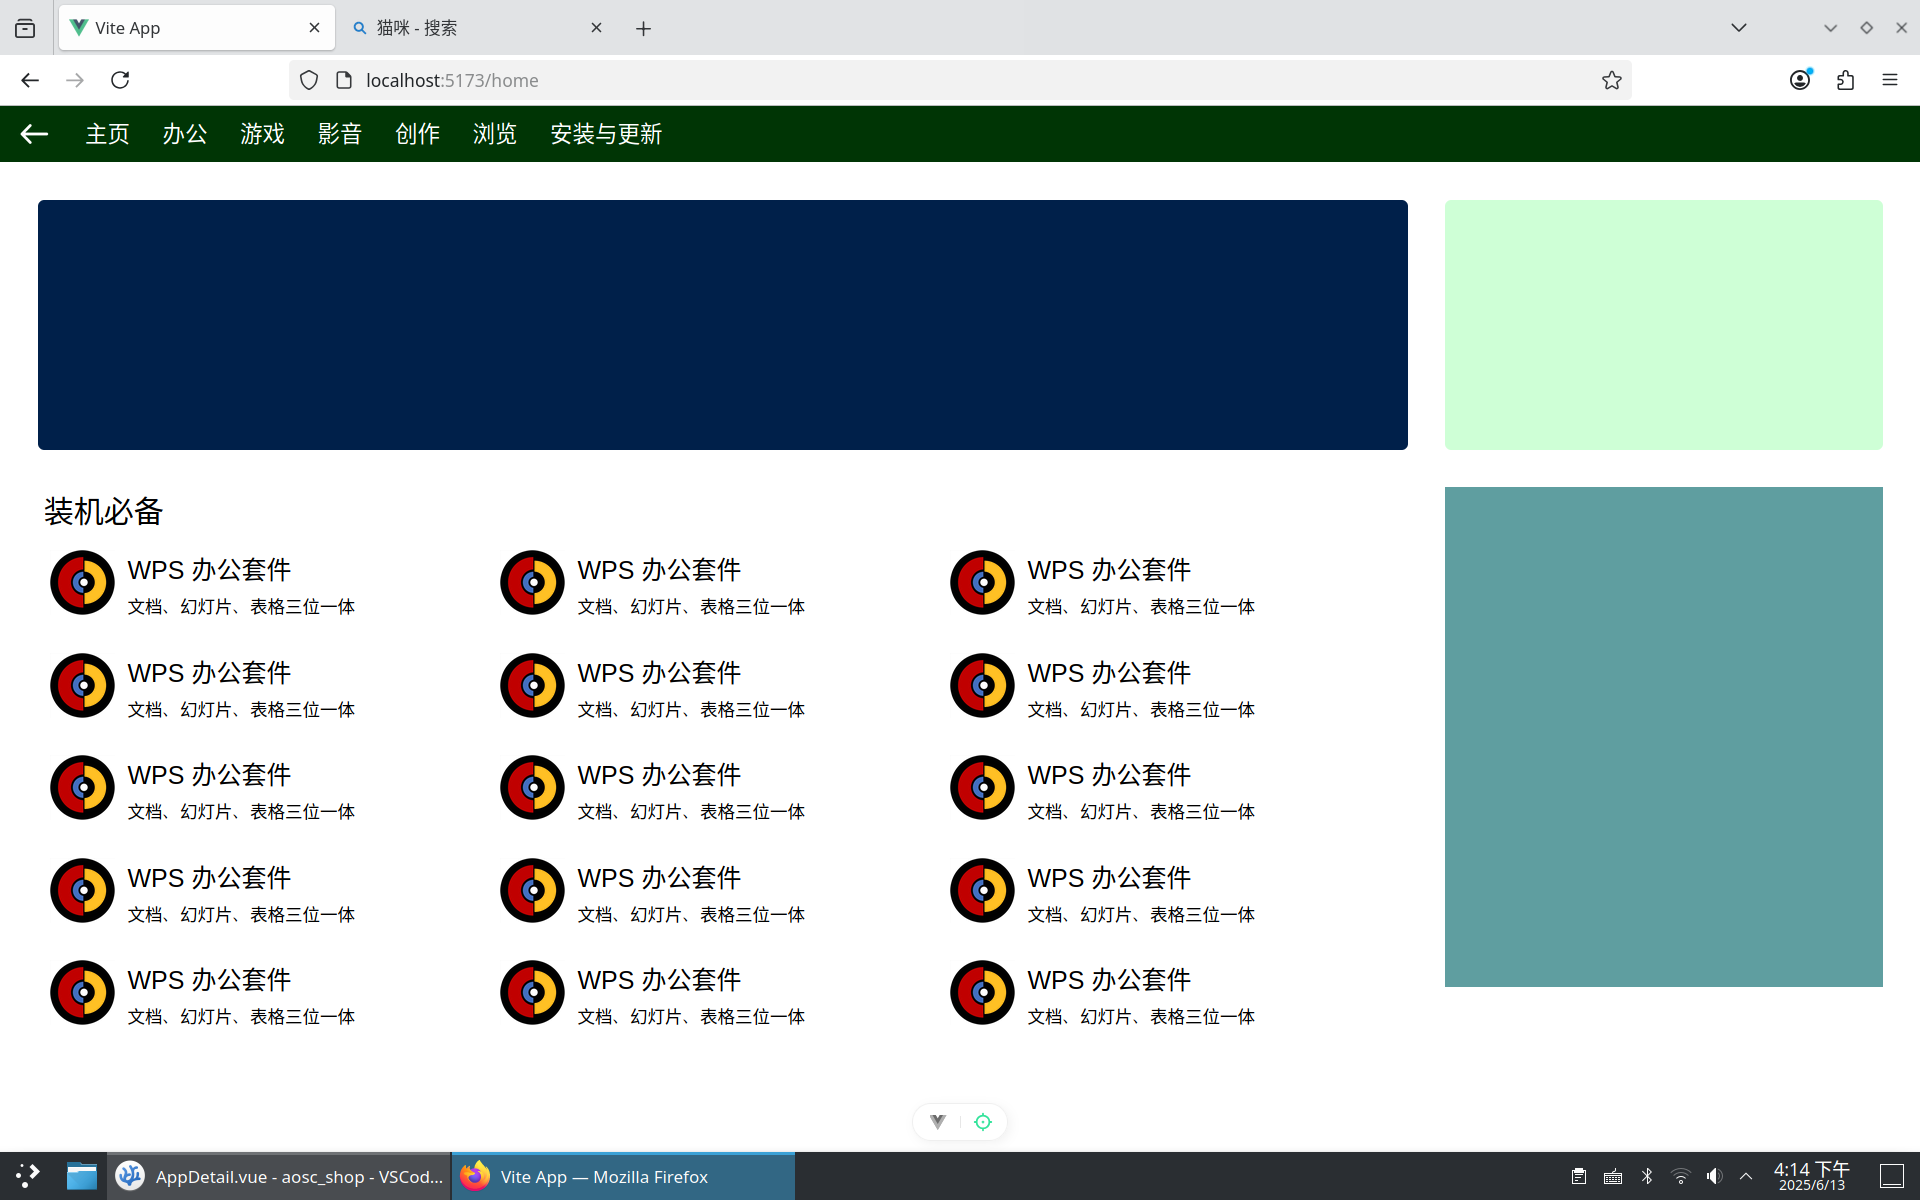 Vite App
猫咪 - 搜索
localhost:5173/home
主页 办公 游戏 影音 创作 浏览 安装与更新
装机必备
WPS 办公套件 WPS 办公套件 WPS 办公套件
文档、幻灯片、表格三位一体 文档、幻灯片、表格三位一体 文档、幻灯片、表格三位一体
WPS 办公套件 WPS 办公套件 WPS 办公套件
文档、幻灯片、表格三位一体 文档、幻灯片、表格三位一体 文档、幻灯片、表格三位一体
WPS 办公套件 WPS 办公套件 WPS 办公套件
文档、幻灯片、表格三位一体 文档、幻灯片、表格三位一体 文档、幻灯片、表格三位一体
WPS 办公套件 WPS 办公套件 WPS 办公套件
文档、幻灯片、表格三位一体 文档、幻灯片、表格三位一体 文档、幻灯片、表格三位一体
WPS 办公套件 WPS 办公套件 WPS 办公套件
文档、幻灯片、表格三位一体 文档、幻灯片、表格三位一体 文档、幻灯片、表格三位一体
AppDetail.vue - aosc_shop - VSCod...
Vite App — Mozilla Firefox
4:14 下午
2025/6/13